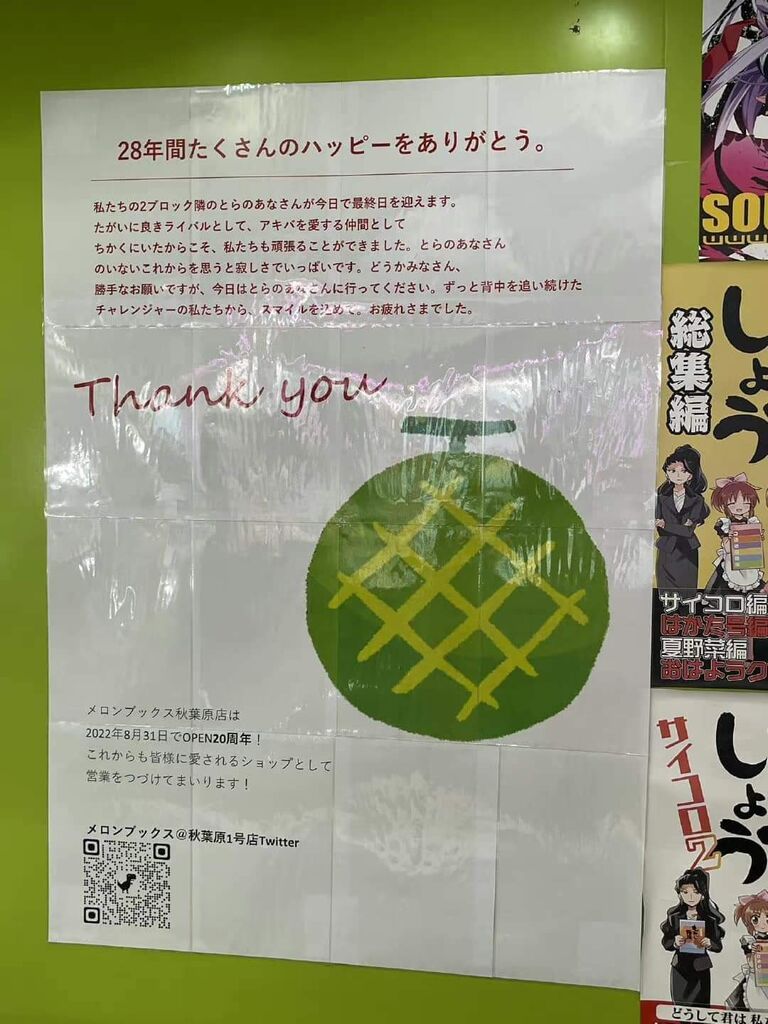 28年間たくさんのハッピーをありがとう。
私たちの2ブロック隣のとらのあなさんが今日で最終日を迎えます。
たがいに良きライバルとして、アキバを愛する仲間として
ちかくにいたからこそ、私たちも頑張ることができました。とらのあなさん
のいないこれからを思うと寂しさでいっぱいです。どうかみなさん、
勝手なお願いですが、今日はとらのあなさんに行ってください。ずっと背中を追い続けた
チャレンジャーの私たちから、スマイルを込めて。お疲れさまでした。
Thank you
メロンブックス秋葉原店は
2022年8月31日でOPEN20周年！
これからも皆様に愛されるショップとして
営業をつづけてまいります！
メロンブックス@秋葉原1号店Twitter
SOU
しょう
総集編
サイコロ編
はかた号編
夏野菜編
おはようク
しょう
サイコロ2
どうして君は私